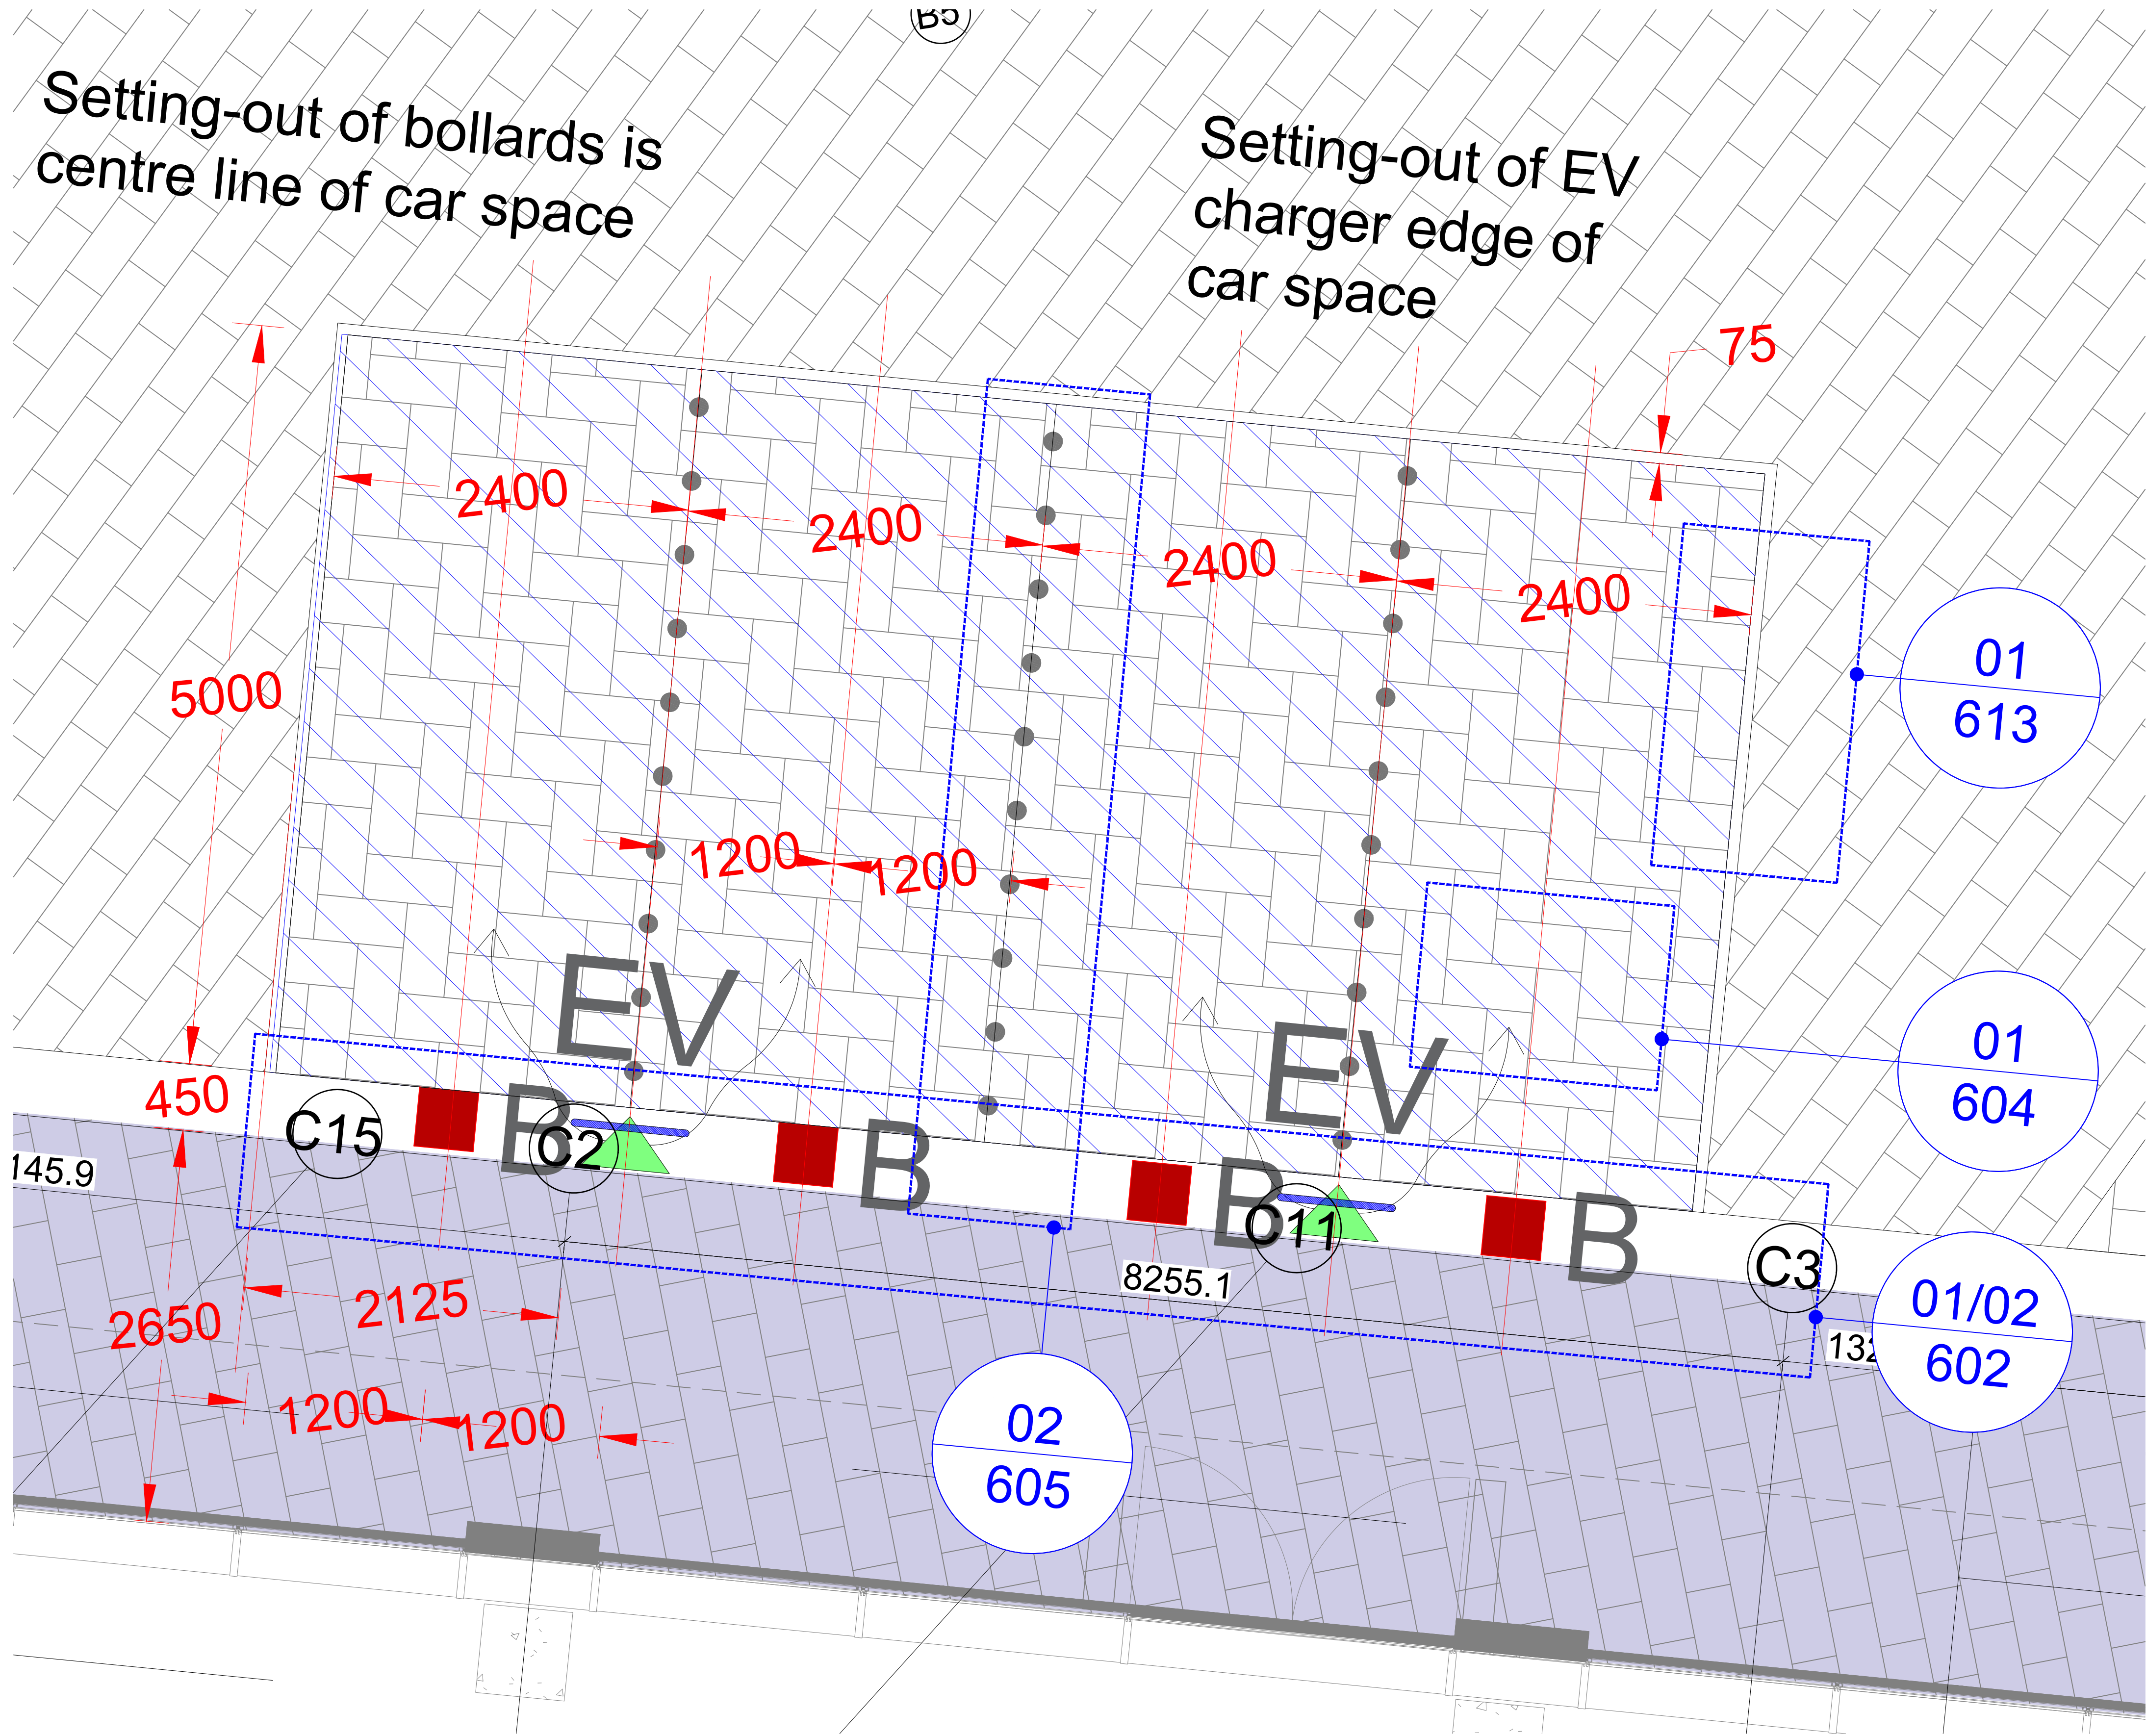 B5
Setting-out of bollards is
centre line of car space
Setting-out of EV
charger edge of
car space
75
2400
2400
2400
2400
01
613
5000
1200
1200
EV
EV
01
604
450
C15
B
C2
B
B
C11
B
C3
145.9
8255.1
2125
2650
01/02
602
132
1200
1200
02
605